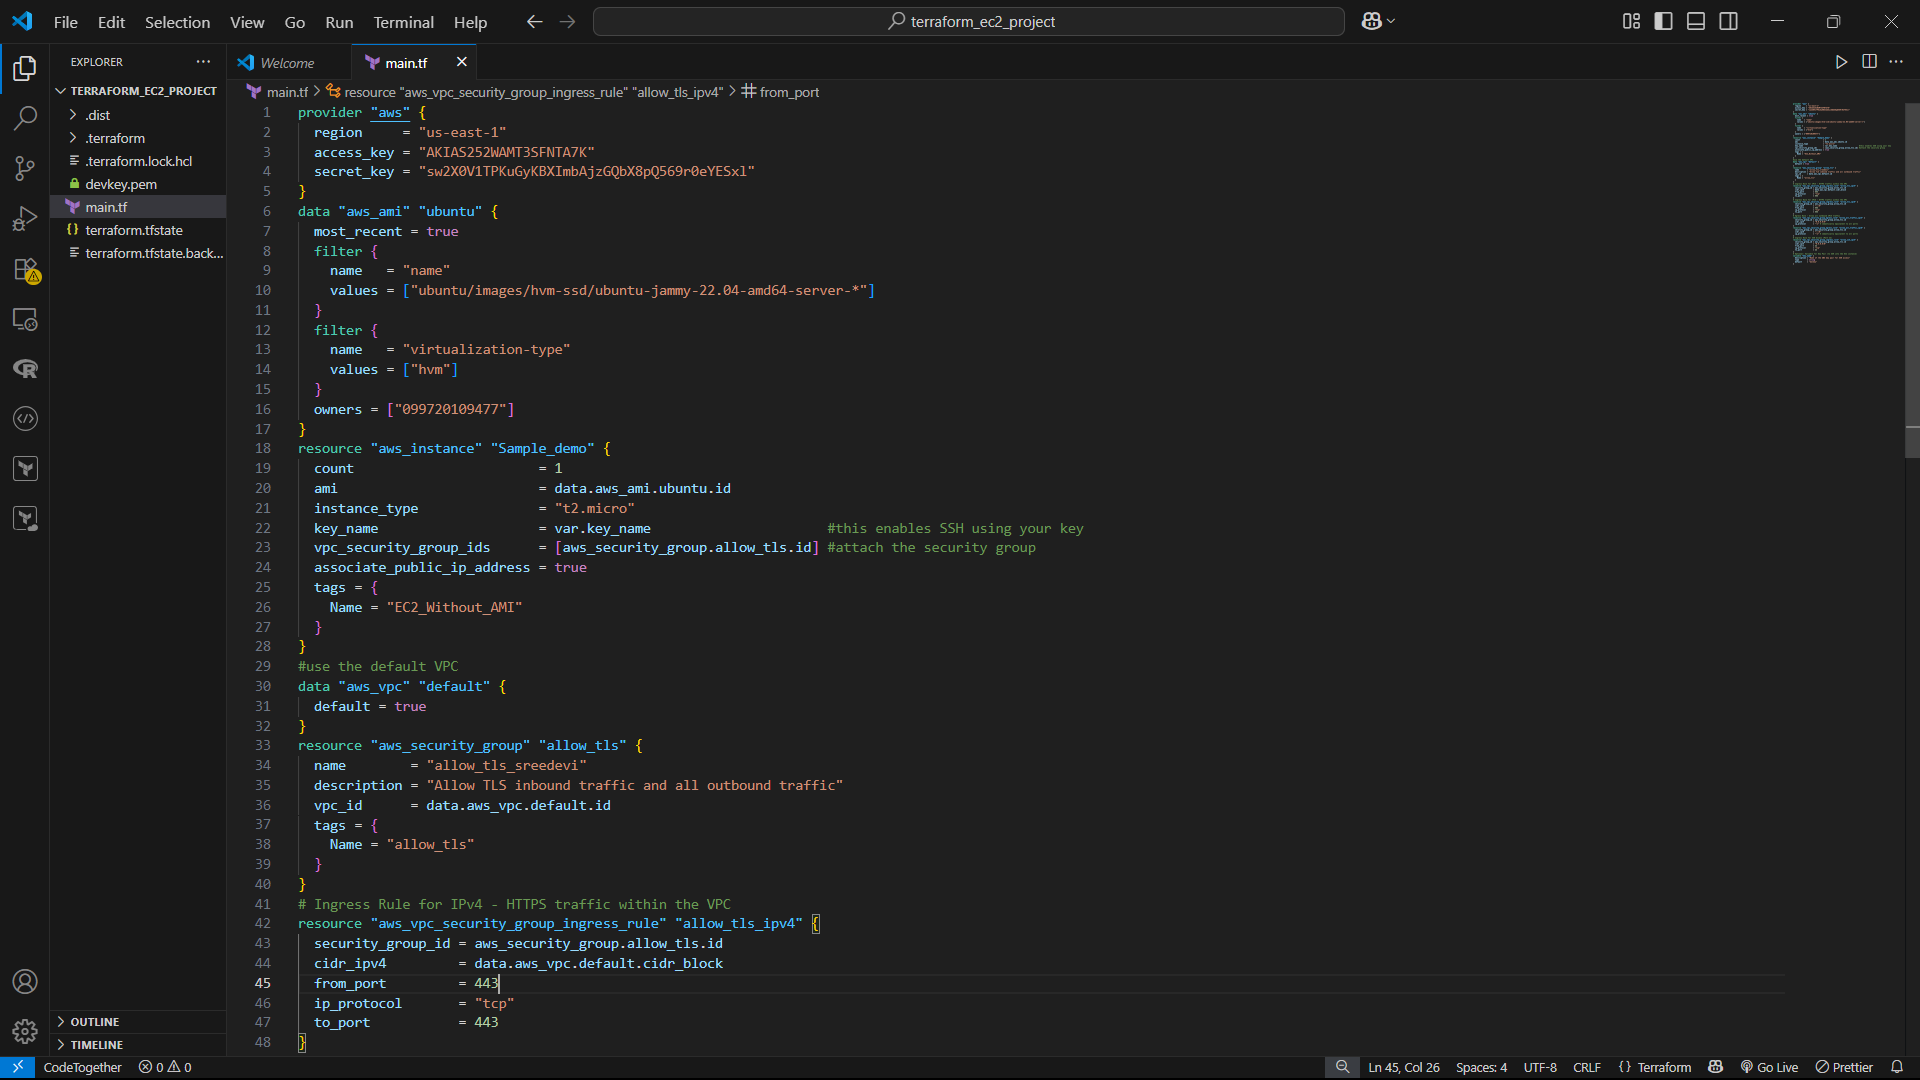 File Edit Selection View Go Run Terminal Help
terraform_ec2_project
EXPLORER
TERRAFORM_EC2_PROJECT
.dist
.terraform
.terraform.lock.hcl
devkey.pem
main.tf
terraform.tfstate
terraform.tfstate.back...
OUTLINE
TIMELINE
Welcome
main.tf
main.tf > resource "aws_vpc_security_group_ingress_rule" "allow_tls_ipv4" > from_port
1 provider "aws" {
2 region     = "us-east-1"
3 access_key = "AKIAS252WAMT3SFNTA7K"
4 secret_key = "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"
5 }
6 data "aws_ami" "ubuntu" {
7 most_recent = true
8 filter {
9 name   = "name"
10 values = ["ubuntu/images/hvm-ssd/ubuntu-jammy-22.04-amd64-server-*"]
11 }
12 filter {
13 name   = "virtualization-type"
14 values = ["hvm"]
15 }
16 owners = ["099720109477"]
17 }
18 resource "aws_instance" "Sample_demo" {
19 count                       = 1
20 ami                         = data.aws_ami.ubuntu.id
21 instance_type               = "t2.micro"
22 key_name                    = var.key_name                      #this enables SSH using your key
23 vpc_security_group_ids      = [aws_security_group.allow_tls.id] #attach the security group
24 associate_public_ip_address = true
25 tags = {
26 Name = "EC2_Without_AMI"
27 }
28 }
29 #use the default VPC
30 data "aws_vpc" "default" {
31 default = true
32 }
33 resource "aws_security_group" "allow_tls" {
34 name        = "allow_tls_sreedevi"
35 description = "Allow TLS inbound traffic and all outbound traffic"
36 vpc_id      = data.aws_vpc.default.id
37 tags = {
38 Name = "allow_tls"
39 }
40 }
41 # Ingress Rule for IPv4 - HTTPS traffic within the VPC
42 resource "aws_vpc_security_group_ingress_rule" "allow_tls_ipv4" {
43 security_group_id = aws_security_group.allow_tls.id
44 cidr_ipv4         = data.aws_vpc.default.cidr_block
45 from_port         = 443
46 ip_protocol       = "tcp"
47 to_port           = 443
48 }
CodeTogether 0 0 Ln 45, Col 26 Spaces: 4 UTF-8 CRLF {} Terraform Go Live Prettier